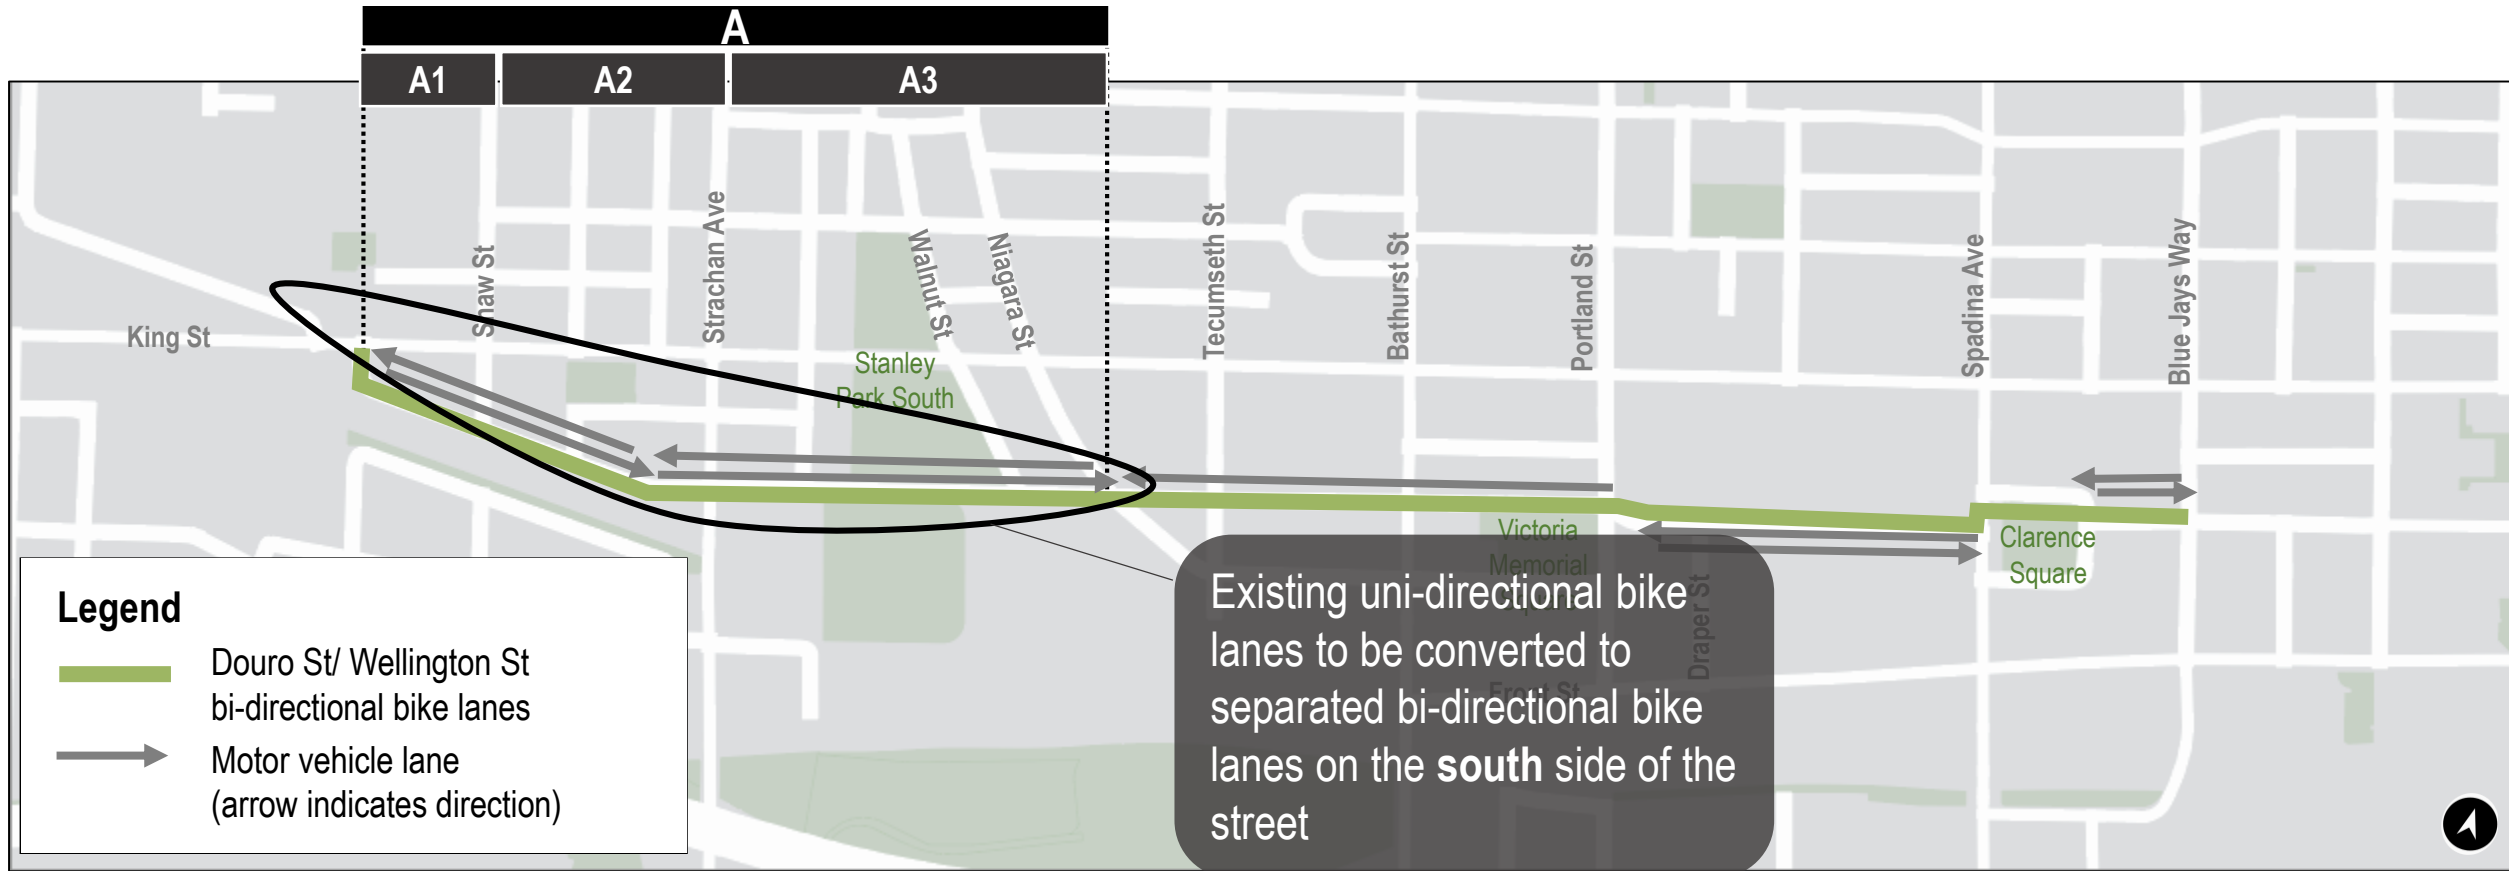 A
A1
A2
A3
King St
Shaw St
Strachan Ave
Walnut St
Niagara St
Tecumseth St
Bathurst St
Portland St
Spadina Ave
Blue Jays Way
Stanley
Park South
Victoria
Memorial
Square
Draper St
Front St
Clarence
Square
Existing uni-directional bike
lanes to be converted to
separated bi-directional bike
lanes on the south side of the
street
Legend
Douro St/ Wellington St
bi-directional bike lanes
Motor vehicle lane
(arrow indicates direction)